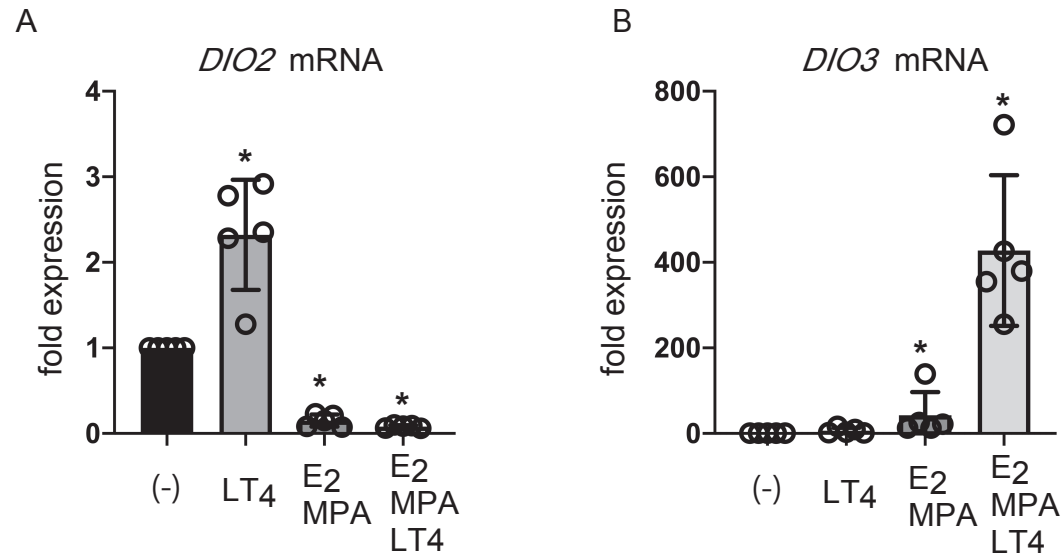 A
DIO2 mRNA
fold expression
4
3
2
1
0
*
*
*
(-)
LT4
E2
MPA
E2
MPA
LT4
B
DIO3 mRNA
fold expression
800
600
400
200
0
*
*
(-)
LT4
E2
MPA
E2
MPA
LT4